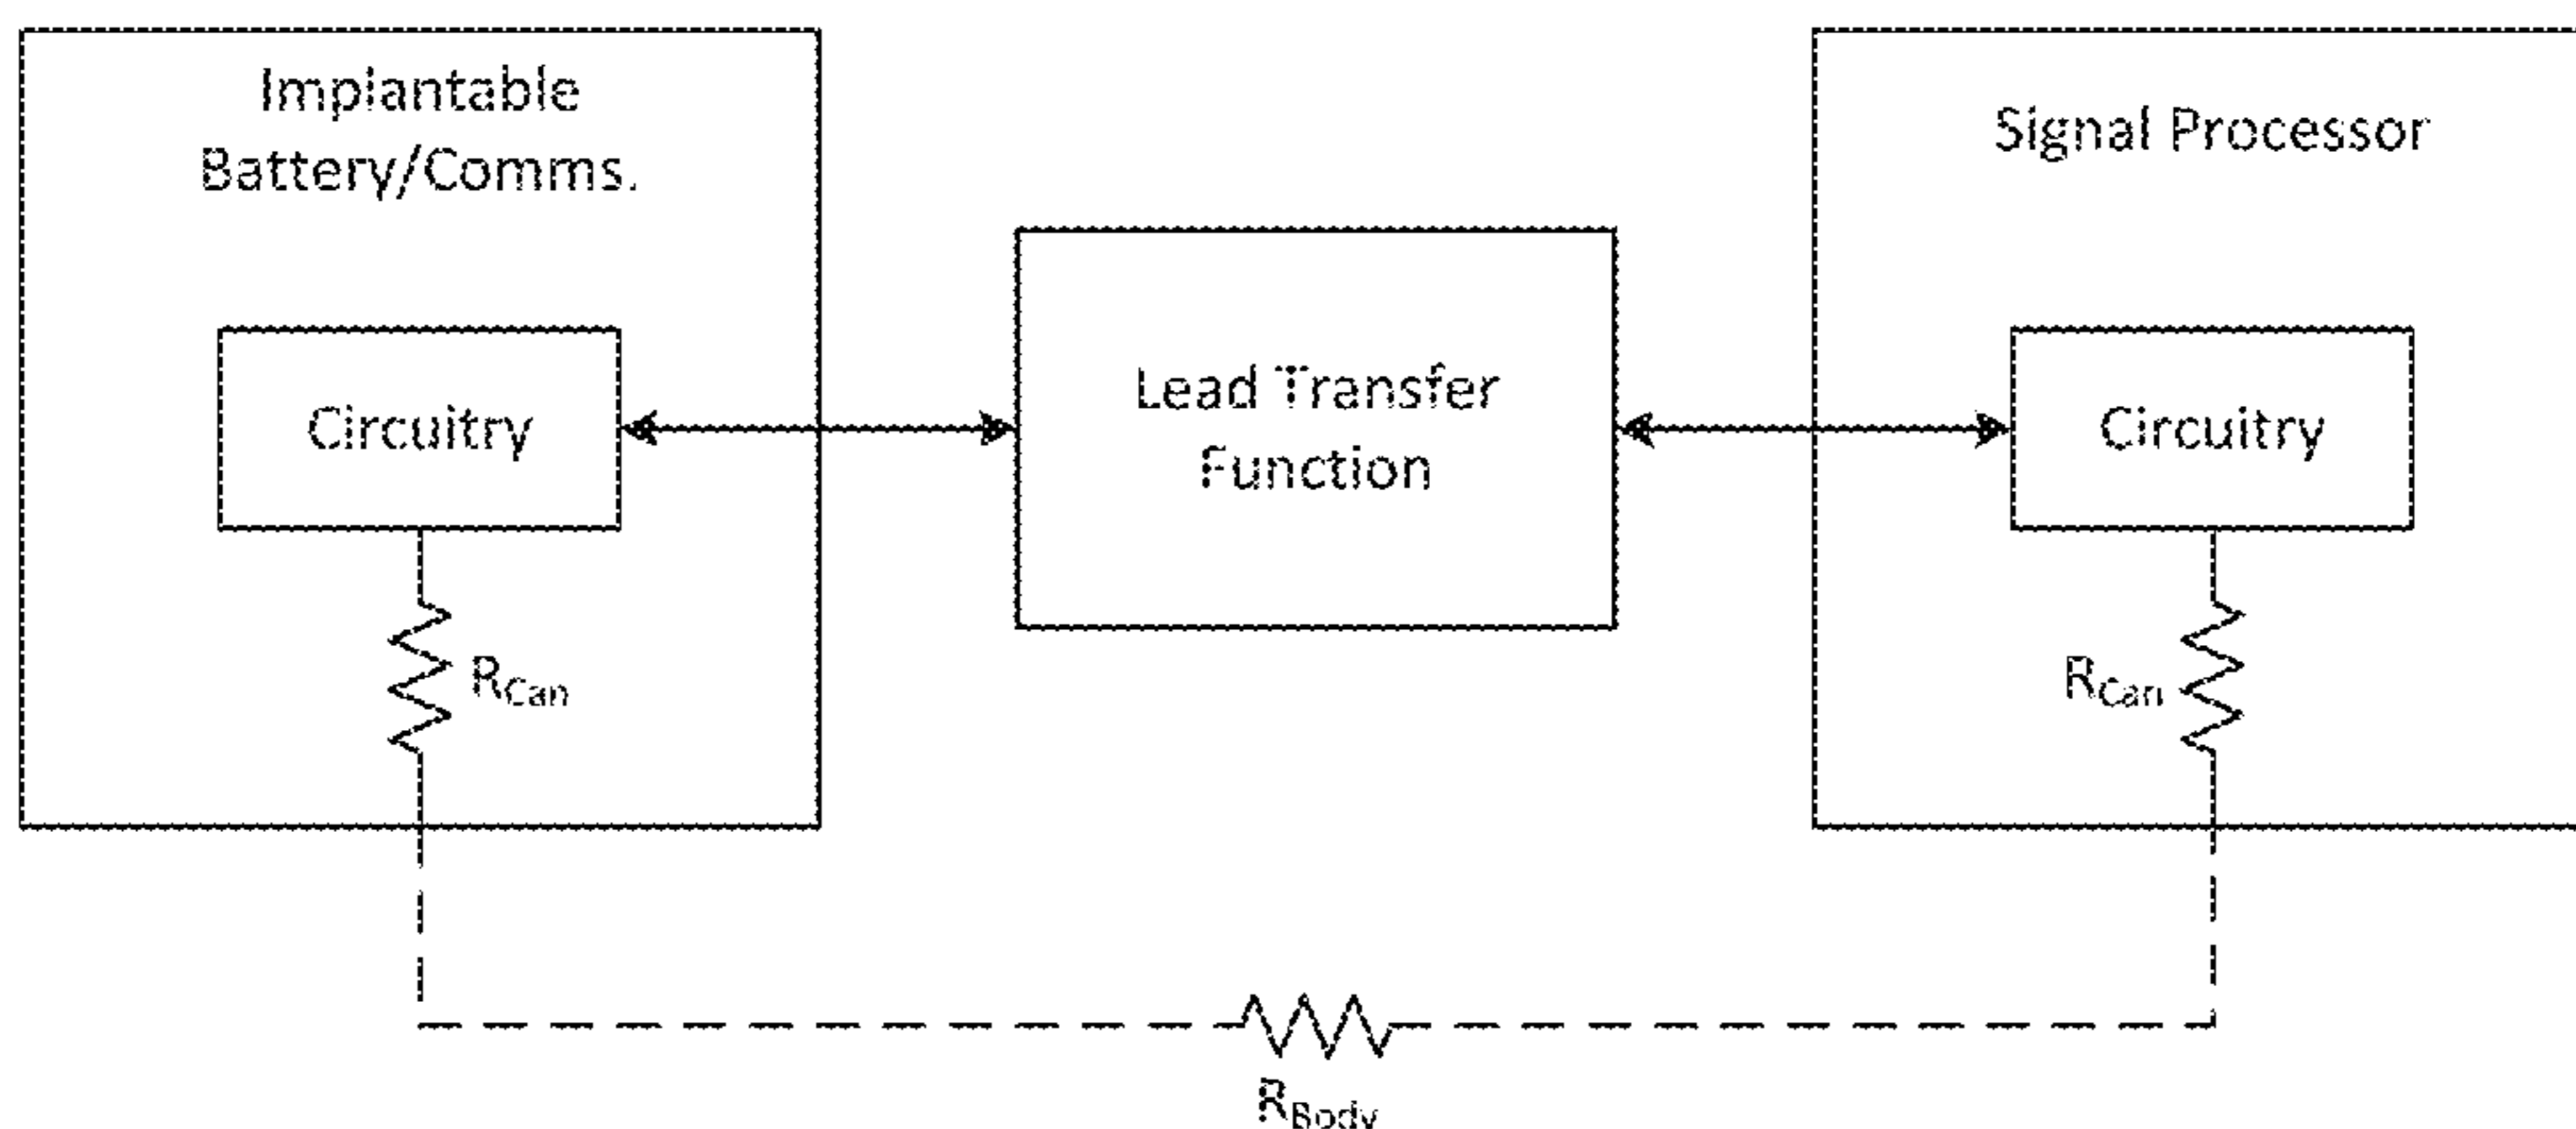 Implantable
Battery/Comms.
Signal Processor
Lead Transfer
Function
Circuitry
Circuitry
RCan
RCan
RBody